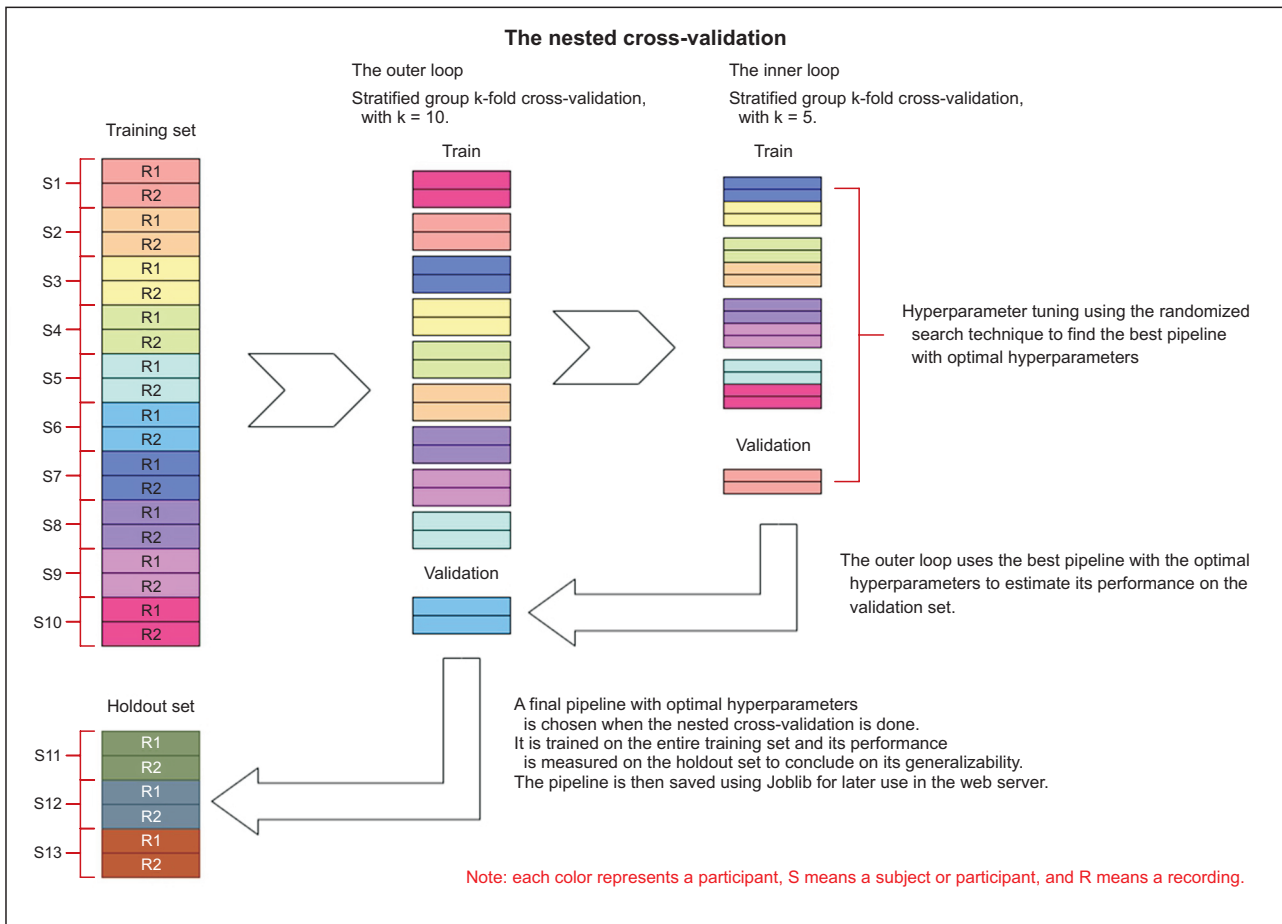 The nested cross-validation
The outer loop
Stratified group k-fold cross-validation,
with k = 10.
The inner loop
Stratified group k-fold cross-validation,
with k = 5.
Training set
S1
R1
R2
S2
R1
R2
S3
R1
R2
S4
R1
R2
S5
R1
R2
S6
R1
R2
S7
R1
R2
S8
R1
R2
S9
R1
R2
S10
R1
R2
Train
Validation
Train
Validation
Hyperparameter tuning using the randomized
search technique to find the best pipeline
with optimal hyperparameters
The outer loop uses the best pipeline with the optimal
hyperparameters to estimate its performance on the
validation set.
Holdout set
S11
R1
R2
S12
R1
R2
S13
R1
R2
A final pipeline with optimal hyperparameters
is chosen when the nested cross-validation is done.
It is trained on the entire training set and its performance
is measured on the holdout set to conclude on its generalizability.
The pipeline is then saved using Joblib for later use in the web server.
Note: each color represents a participant, S means a subject or participant, and R means a recording.